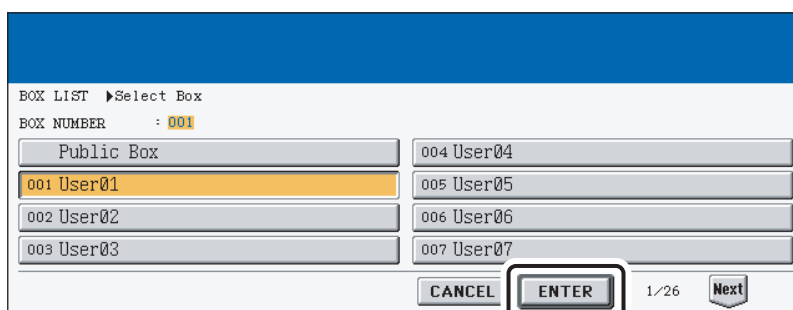 BOX LIST ▶Select Box
BOX NUMBER : 001
Public Box
001 User01
002 User02
003 User03
004 User04
005 User05
006 User06
007 User07
CANCEL ENTER 1/26 Next